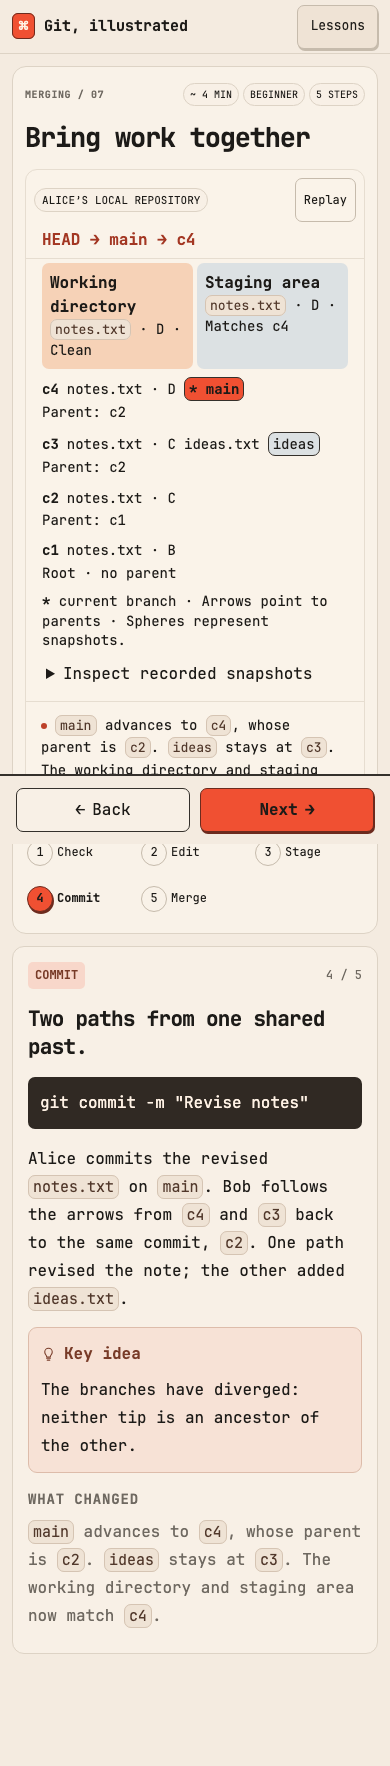 ⌘ Git, illustrated
Lessons
MERGING / 07
~ 4 MIN
BEGINNER
5 STEPS
Bring work together
ALICE'S LOCAL REPOSITORY
Replay
HEAD → main → c4
Working
directory
notes.txt · D ·
Clean
Staging area
notes.txt · D ·
Matches c4
c4 notes.txt · D * main
Parent: c2
c3 notes.txt · C ideas.txt ideas
Parent: c2
c2 notes.txt · C
Parent: c1
c1 notes.txt · B
Root · no parent
* current branch · Arrows point to
parents · Spheres represent
snapshots.
▶ Inspect recorded snapshots
• main advances to c4, whose
parent is c2. ideas stays at c3.
The working directory and staging
← Back
Next →
1 Check
2 Edit
3 Stage
4 Commit
5 Merge
COMMIT
4 / 5
Two paths from one shared
past.
git commit -m "Revise notes"
Alice commits the revised
notes.txt on main. Bob follows
the arrows from c4 and c3 back
to the same commit, c2. One path
revised the note; the other added
ideas.txt.
Key idea
The branches have diverged:
neither tip is an ancestor of
the other.
WHAT CHANGED
main advances to c4, whose parent
is c2. ideas stays at c3. The
working directory and staging area
now match c4.